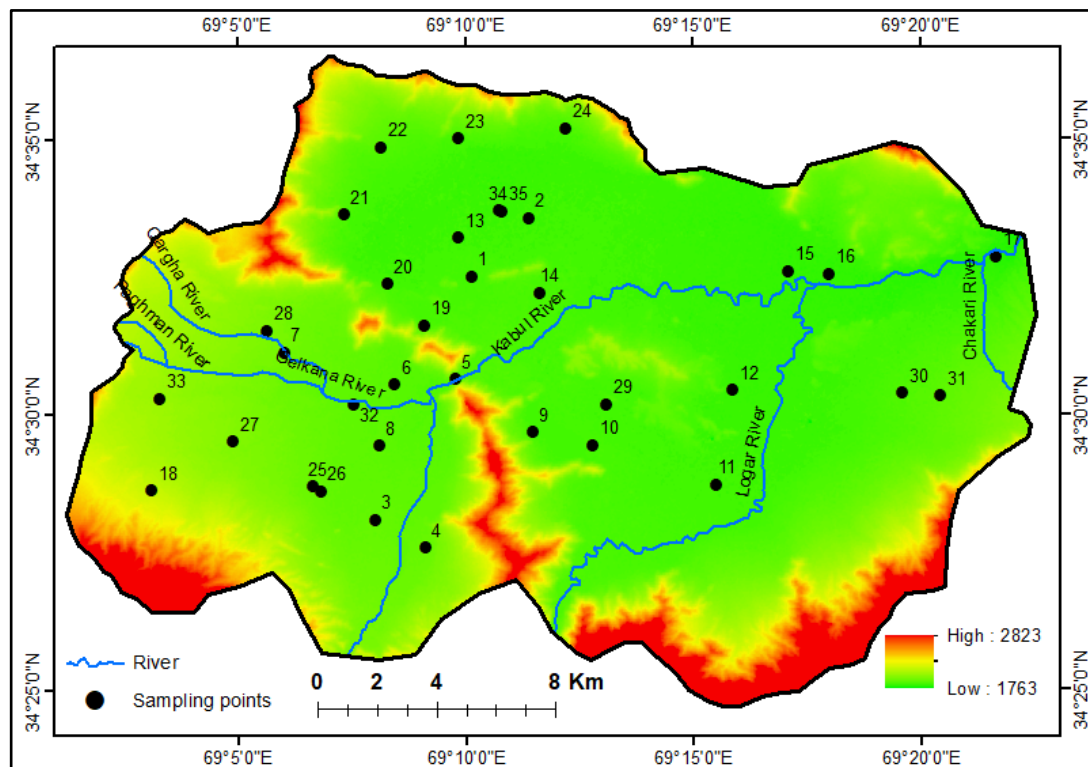 69°5'0"E 69°10'0"E 69°15'0"E 69°20'0"E
34°35'0"N
34°30'0"N
34°25'0"N
24
23
22
34 35 2
21
13
1
20
14
19
15
16
17
Qargha River
Paghman River
Kabul River
Chakari River
Logar River
28
7
6
5
33
32
27
8
9
29
10
12
30
31
11
18
25 26
3
4
River
Sampling points
0 2 4 8 Km
High : 2823
Low : 1763
34°35'0"N
34°30'0"N
34°25'0"N
69°5'0"E 69°10'0"E 69°15'0"E 69°20'0"E